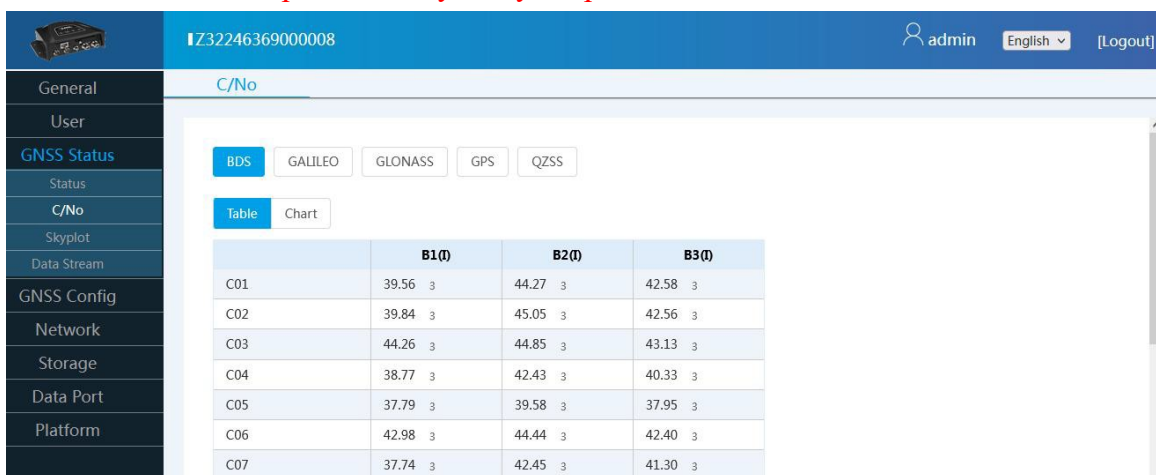 IZ32246369000008 admin English [Logout]
General
User
GNSS Status
Status
C/No
Skyplot
Data Stream
GNSS Config
Network
Storage
Data Port
Platform
C/No
BDS GALILEO GLONASS GPS QZSS
Table Chart
B1(I) B2(I) B3(I)
C01 39.56 3 44.27 3 42.58 3
C02 39.84 3 45.05 3 42.56 3
C03 44.26 3 44.85 3 43.13 3
C04 38.77 3 42.43 3 40.33 3
C05 37.79 3 39.58 3 37.95 3
C06 42.98 3 44.44 3 42.40 3
C07 37.74 3 42.45 3 41.30 3